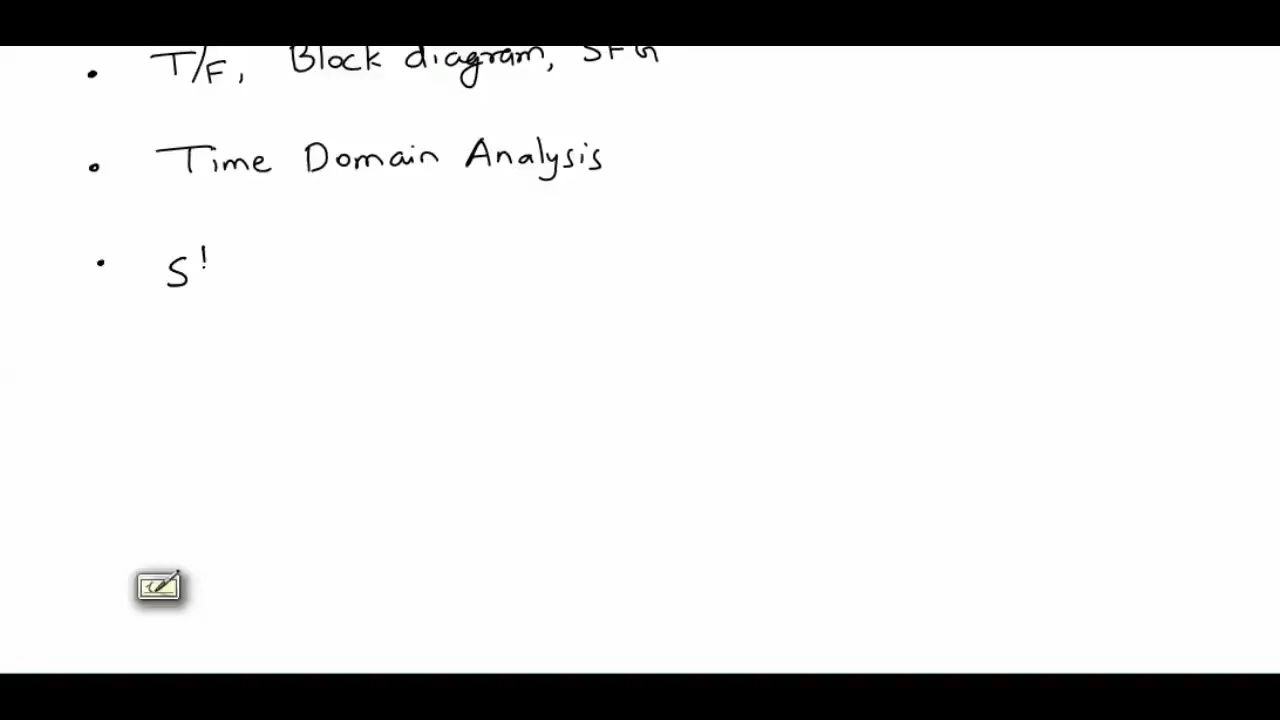 • T/F, Block diagram, SFG
• Time Domain Analysis
• S